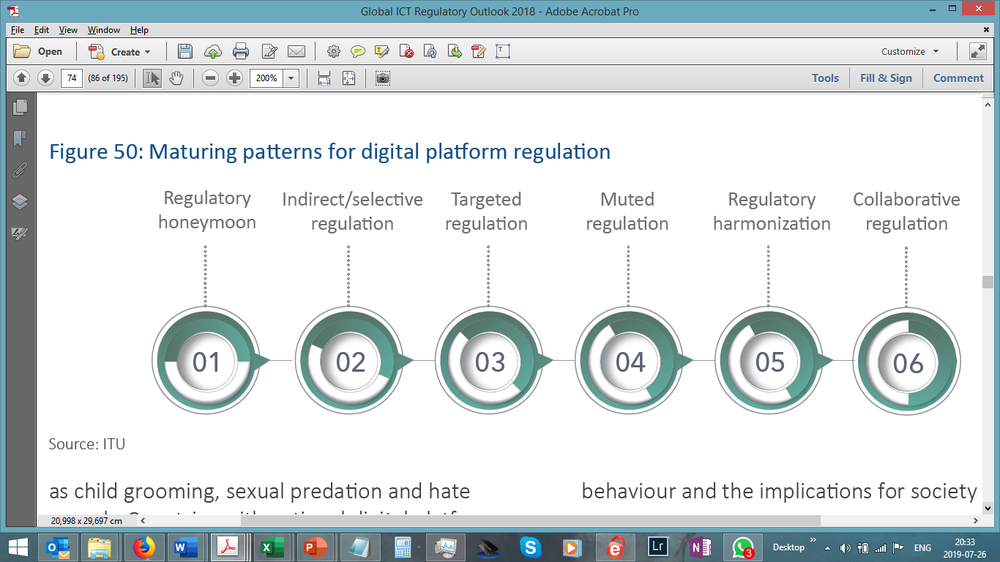 Global ICT Regulatory Outlook 2018 - Adobe Acrobat Pro
File Edit View Window Help
Open Create Customize
74 (86 of 195) 200% Tools Fill & Sign Comment
Figure 50: Maturing patterns for digital platform regulation
Regulatory honeymoon
Indirect/selective regulation
Targeted regulation
Muted regulation
Regulatory harmonization
Collaborative regulation
01 02 03 04 05 06
Source: ITU
as child grooming, sexual predation and hate
behaviour and the implications for society
20,998 x 29,697 cm
Desktop ENG 20:33
2019-07-26